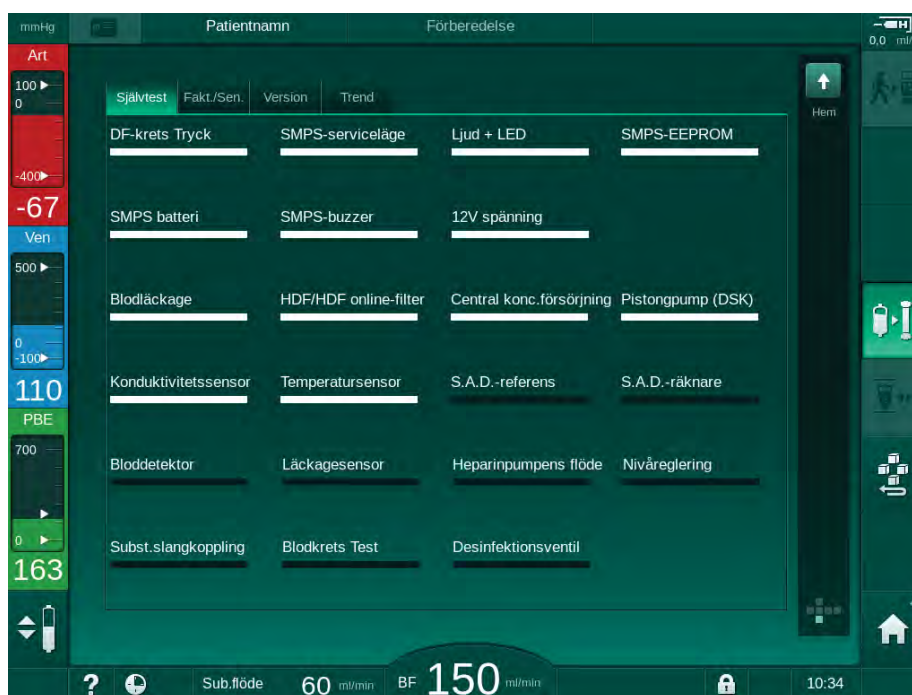 mmHg Patientnamn Förberedelse
0,0 ml/
Art
100
0
-400
-67
Ven
500
0
-100
110
PBE
700
0
163
Självtest Fakt./Sen. Version Trend
Hem
DF-krets Tryck SMPS-serviceläge Ljud + LED SMPS-EEPROM
SMPS batteri SMPS-buzzer 12V spänning
Blodläckage HDF/HDF online-filter Central konc.försörjning Pistongpump (DSK)
Konduktivitetssensor Temperatursensor S.A.D.-referens S.A.D.-räknare
Bloddetektor Läckagesensor Heparinpumpens flöde Nivåreglering
Subst.slangkoppling Blodkrets Test Desinfektionsventil
? Sub.flöde 60 ml/min BF 150 ml/min 10:34